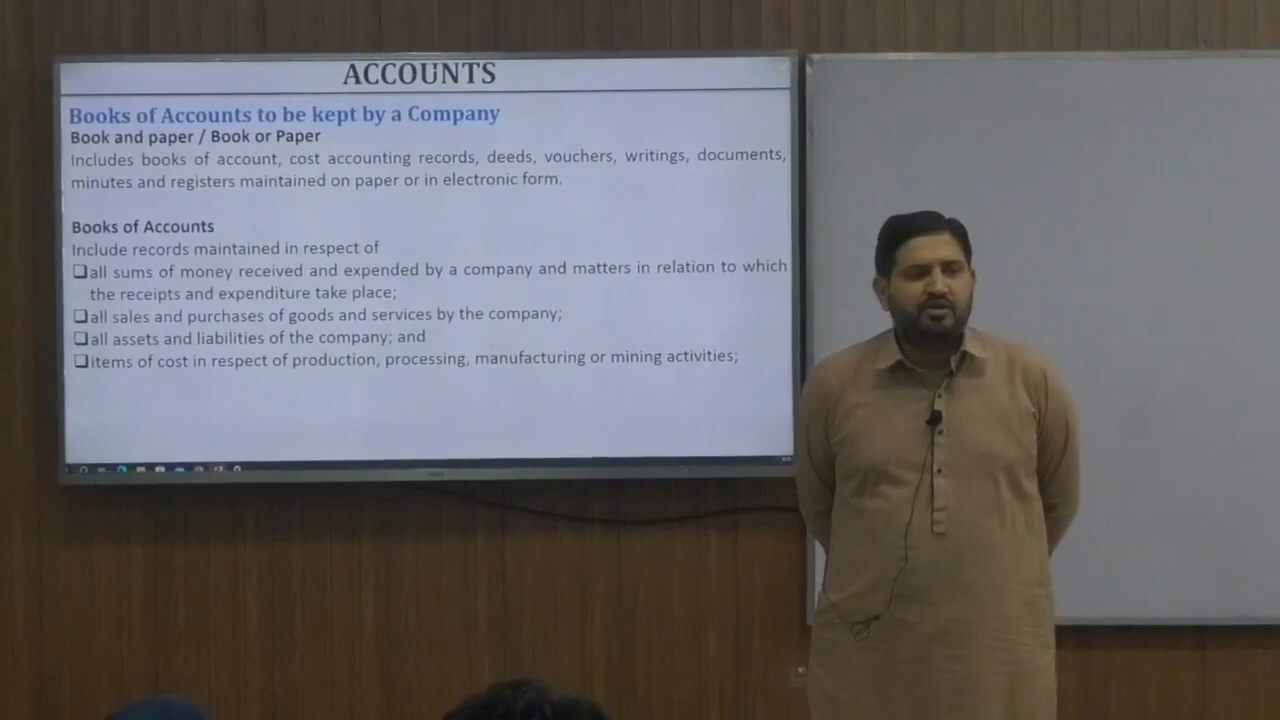 ACCOUNTS
Books of Accounts to be kept by a Company
Book and paper / Book or Paper
Includes books of account, cost accounting records, deeds, vouchers, writings, documents,
minutes and registers maintained on paper or in electronic form.
Books of Accounts
Include records maintained in respect of
❑all sums of money received and expended by a company and matters in relation to which
the receipts and expenditure take place;
❑all sales and purchases of goods and services by the company;
❑all assets and liabilities of the company; and
❑items of cost in respect of production, processing, manufacturing or mining activities;